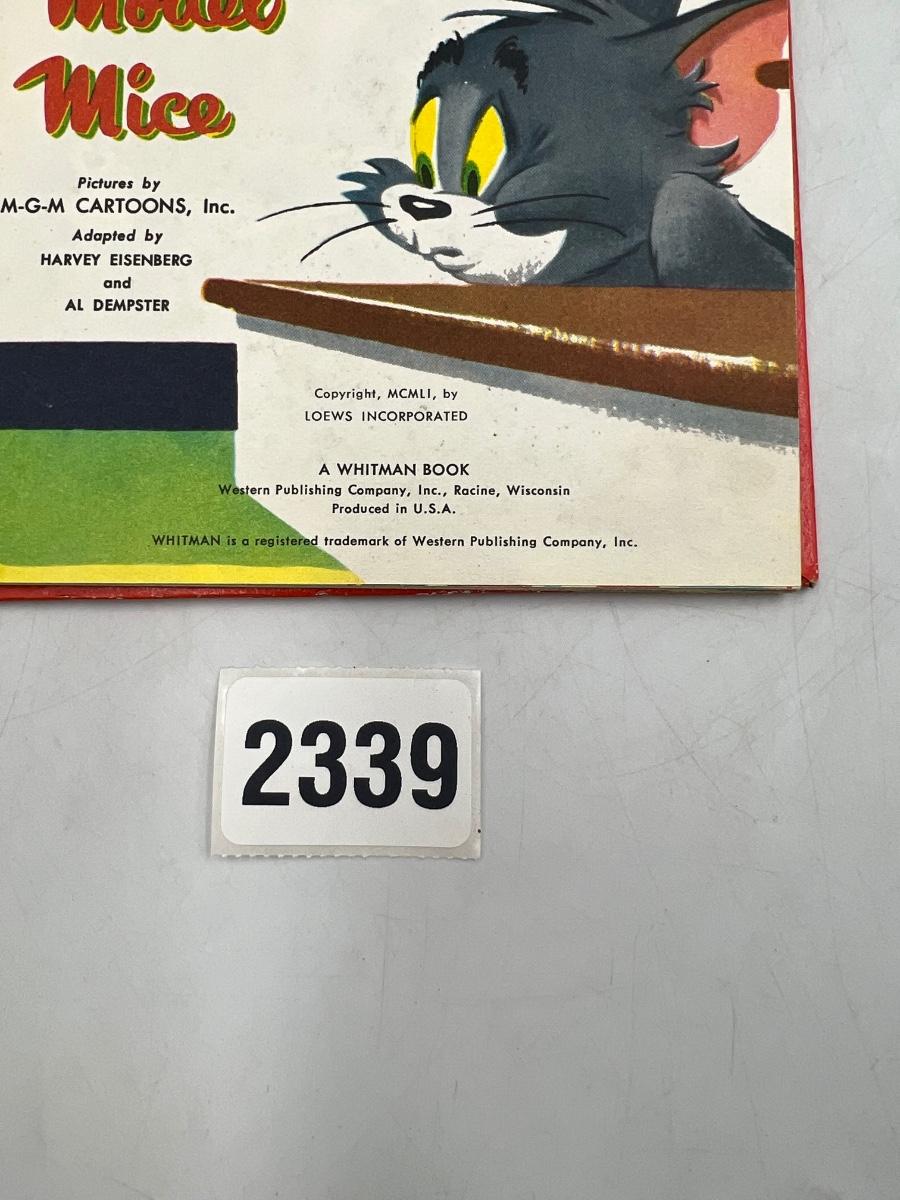 Model
Mice
Pictures by
M-G-M CARTOONS, Inc.
Adapted by
HARVEY EISENBERG
and
AL DEMPSTER
Copyright, MCMLI, by
LOEWS INCORPORATED
A WHITMAN BOOK
Western Publishing Company, Inc., Racine, Wisconsin
Produced in U.S.A.
WHITMAN is a registered trademark of Western Publishing Company, Inc.
2339